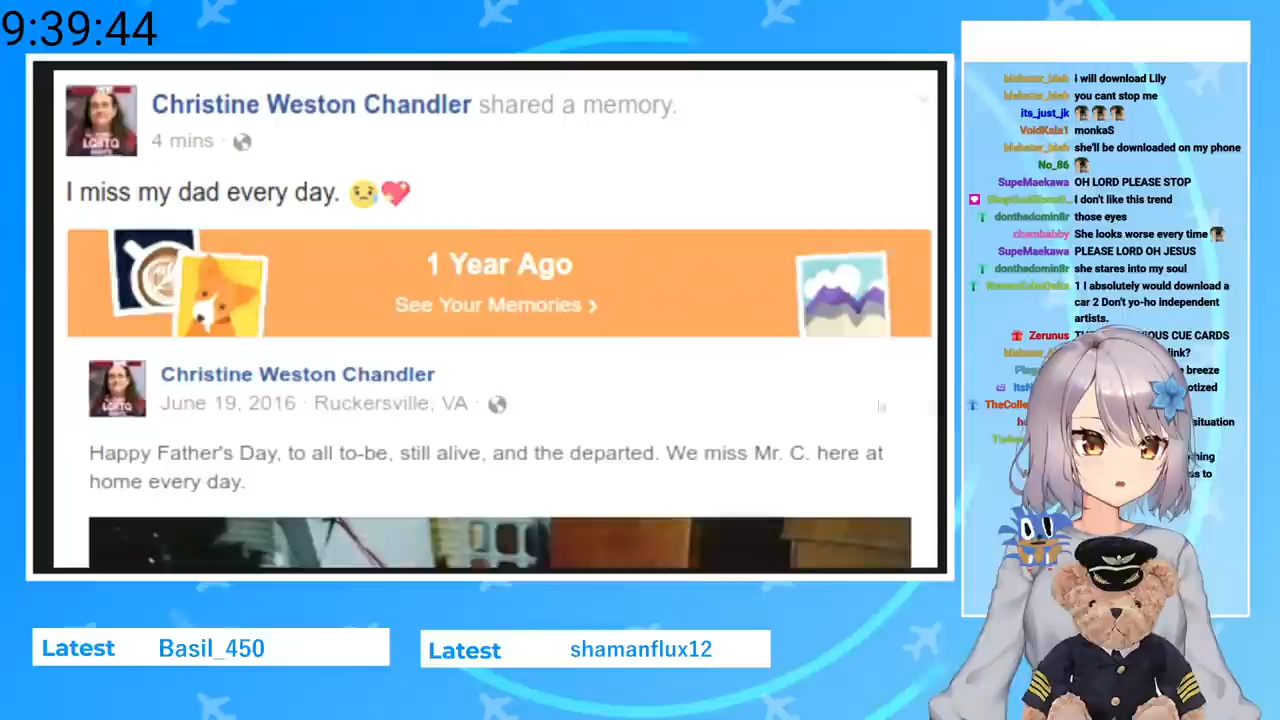 9:39:44
Christine Weston Chandler shared a memory.
4 mins ·
I miss my dad every day. 😢💖
1 Year Ago
See Your Memories ›
Christine Weston Chandler
June 19, 2016 · Ruckersville, VA ·
Happy Father's Day, to all to-be, still alive, and the departed. We miss Mr. C. here at
home every day.
i will download Lily
you cant stop me
its_just_jk
VoidKala1 monkaS
she'll be downloaded on my phone
No_86
SupeMaekawa OH LORD PLEASE STOP
I don't like this trend
donthedomin8r those eyes
She looks worse every time
SupeMaekawa PLEASE LORD OH JESUS
donthedomin8r she stares into my soul
1 I absolutely would download a
car 2 Don't yo-ho independent
artists.
Zerunus CUE CARDS
link?
breeze
situation
Latest Basil_450
Latest shamanflux12